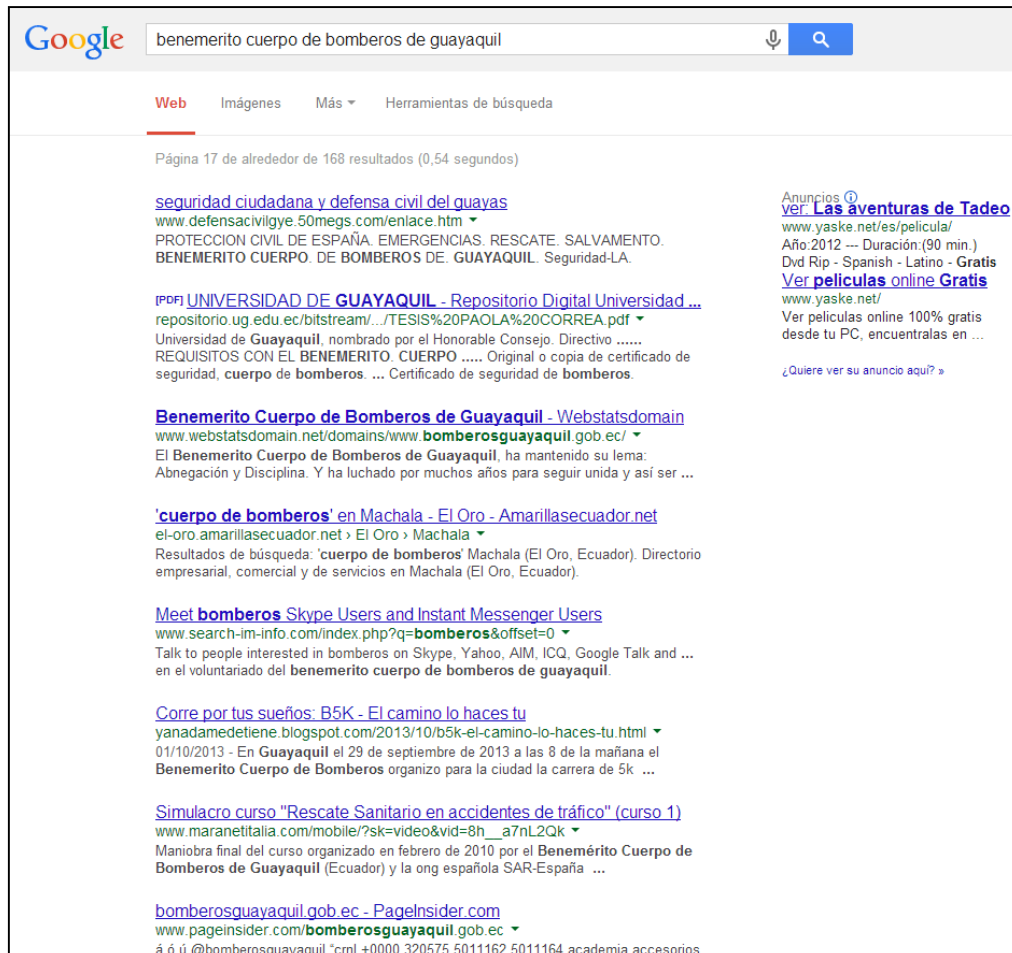 Google
benemerito cuerpo de bomberos de guayaquil
Web Imágenes Más Herramientas de búsqueda
Página 17 de alrededor de 168 resultados (0,54 segundos)
seguridad ciudadana y defensa civil del guayas
www.defensacivilgye.50megs.com/enlace.htm
PROTECCION CIVIL DE ESPAÑA. EMERGENCIAS. RESCATE. SALVAMENTO.
BENEMERITO CUERPO. DE BOMBEROS DE. GUAYAQUIL. Seguridad-LA.
[PDF] UNIVERSIDAD DE GUAYAQUIL - Repositorio Digital Universidad ...
repositorio.ug.edu.ec/bitstream/.../TESIS%20PAOLA%20CORREA.pdf
Universidad de Guayaquil, nombrado por el Honorable Consejo. Directivo ......
REQUISITOS CON EL BENEMERITO. CUERPO ..... Original o copia de certificado de
seguridad, cuerpo de bomberos. ... Certificado de seguridad de bomberos.
Benemerito Cuerpo de Bomberos de Guayaquil - Webstatsdomain
www.webstatsdomain.net/domains/www.bomberosguayaquil.gob.ec/
El Benemerito Cuerpo de Bomberos de Guayaquil, ha mantenido su lema:
Abnegación y Disciplina. Y ha luchado por muchos años para seguir unida y así ser ...
'cuerpo de bomberos' en Machala - El Oro - Amarillasecuador.net
el-oro.amarillasecuador.net › El Oro › Machala
Resultados de búsqueda: 'cuerpo de bomberos' Machala (El Oro, Ecuador). Directorio
empresarial, comercial y de servicios en Machala (El Oro, Ecuador).
Meet bomberos Skype Users and Instant Messenger Users
www.search-im-info.com/index.php?q=bomberos&offset=0
Talk to people interested in bomberos on Skype, Yahoo, AIM, ICQ, Google Talk and ...
en el voluntariado del benemerito cuerpo de bomberos de guayaquil.
Corre por tus sueños: B5K - El camino lo haces tu
yanadamedetiene.blogspot.com/2013/10/b5k-el-camino-lo-haces-tu.html
01/10/2013 - En Guayaquil el 29 de septiembre de 2013 a las 8 de la mañana el
Benemerito Cuerpo de Bomberos organizo para la ciudad la carrera de 5k ...
Simulacro curso "Rescate Sanitario en accidentes de tráfico" (curso 1)
www.maranetitalia.com/mobile/?sk=video&vid=8h__a7nL2Qk
Maniobra final del curso organizado en febrero de 2010 por el Benemérito Cuerpo de
Bomberos de Guayaquil (Ecuador) y la ong española SAR-España ...
bomberosguayaquil.gob.ec - PageInsider.com
www.pageinsider.com/bomberosguayaquil.gob.ec
á ó ú @bomberosguayaquil "crnl +0000 320575 5011162 5011164 academia accesorios
Anuncios
ver: Las aventuras de Tadeo
www.yaske.net/es/pelicula/
Año:2012 --- Duración:(90 min.)
Dvd Rip - Spanish - Latino - Gratis
Ver peliculas online Gratis
www.yaske.net/
Ver peliculas online 100% gratis
desde tu PC, encuentralas en ...
¿Quiere ver su anuncio aquí? »